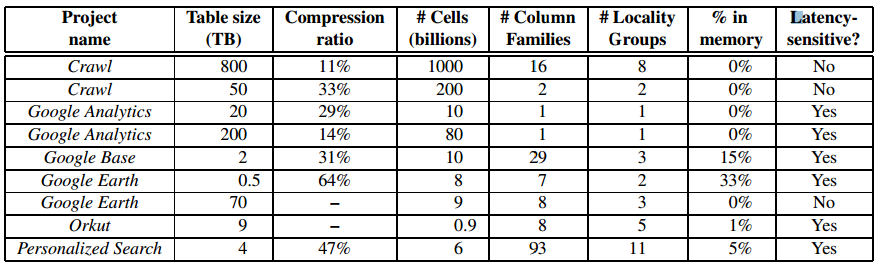 Project name | Table size (TB) | Compression ratio | # Cells (billions) | # Column Families | # Locality Groups | % in memory | Latency-sensitive?
Crawl | 800 | 11% | 1000 | 16 | 8 | 0% | No
Crawl | 50 | 33% | 200 | 2 | 2 | 0% | No
Google Analytics | 20 | 29% | 10 | 1 | 1 | 0% | Yes
Google Analytics | 200 | 14% | 80 | 1 | 1 | 0% | Yes
Google Base | 2 | 31% | 10 | 29 | 3 | 15% | Yes
Google Earth | 0.5 | 64% | 8 | 7 | 2 | 33% | Yes
Google Earth | 70 | – | 9 | 8 | 3 | 0% | No
Orkut | 9 | – | 0.9 | 8 | 5 | 1% | Yes
Personalized Search | 4 | 47% | 6 | 93 | 11 | 5% | Yes